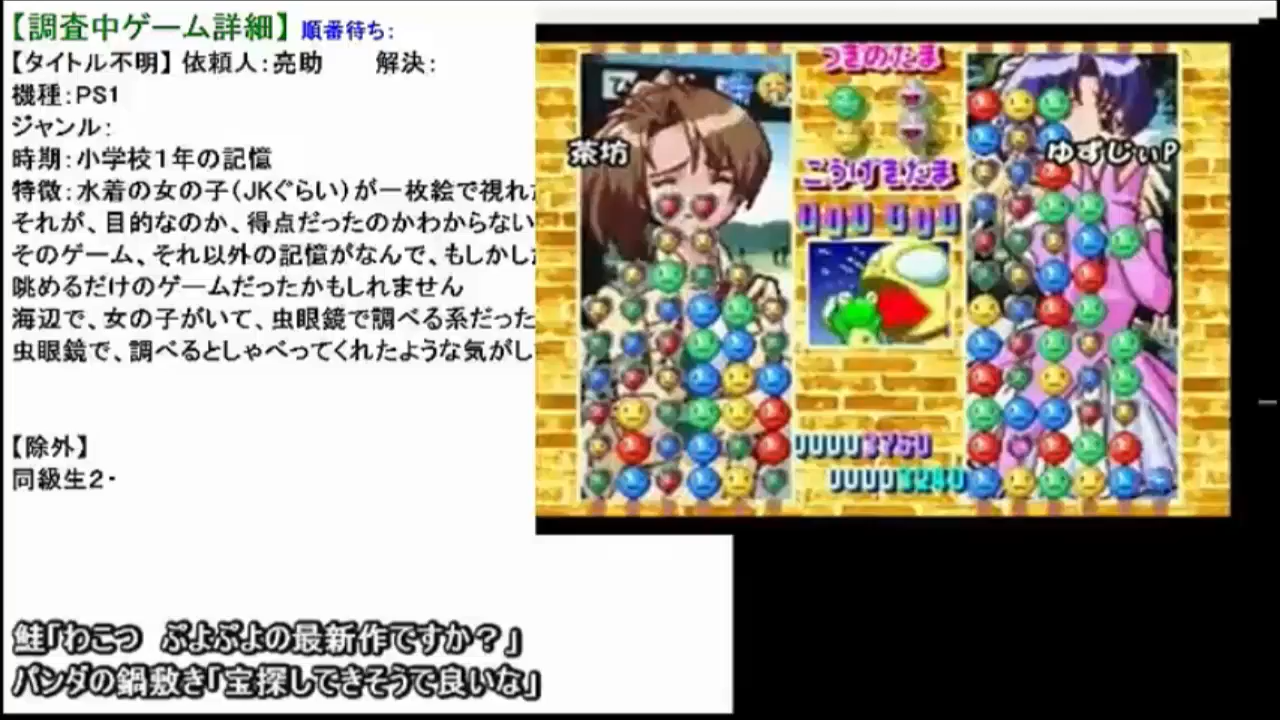 【調査中ゲーム詳細】 順番待ち:
【タイトル不明】 依頼人:亮助 解決:
機種:PS1
ジャンル:
時期:小学校1年の記憶
特徴:水着の女の子(JKぐらい)が一枚絵で視れた
それが、目的なのか、得点だったのかわからない
そのゲーム、それ以外の記憶がなんで、もしかした
眺めるだけのゲームだったかもしれません
海辺で、女の子がいて、虫眼鏡で調べる系だった
虫眼鏡で、調べるとしゃべってくれたような気がし
【除外】
同級生2・
鮭「わこつ ぷよぷよの最新作ですか?」
パンダの鍋敷き「宝探しできそうで良いな」
つぎのたま
茶坊
ゆずじぃP
こうげきだま
00003750
00003240